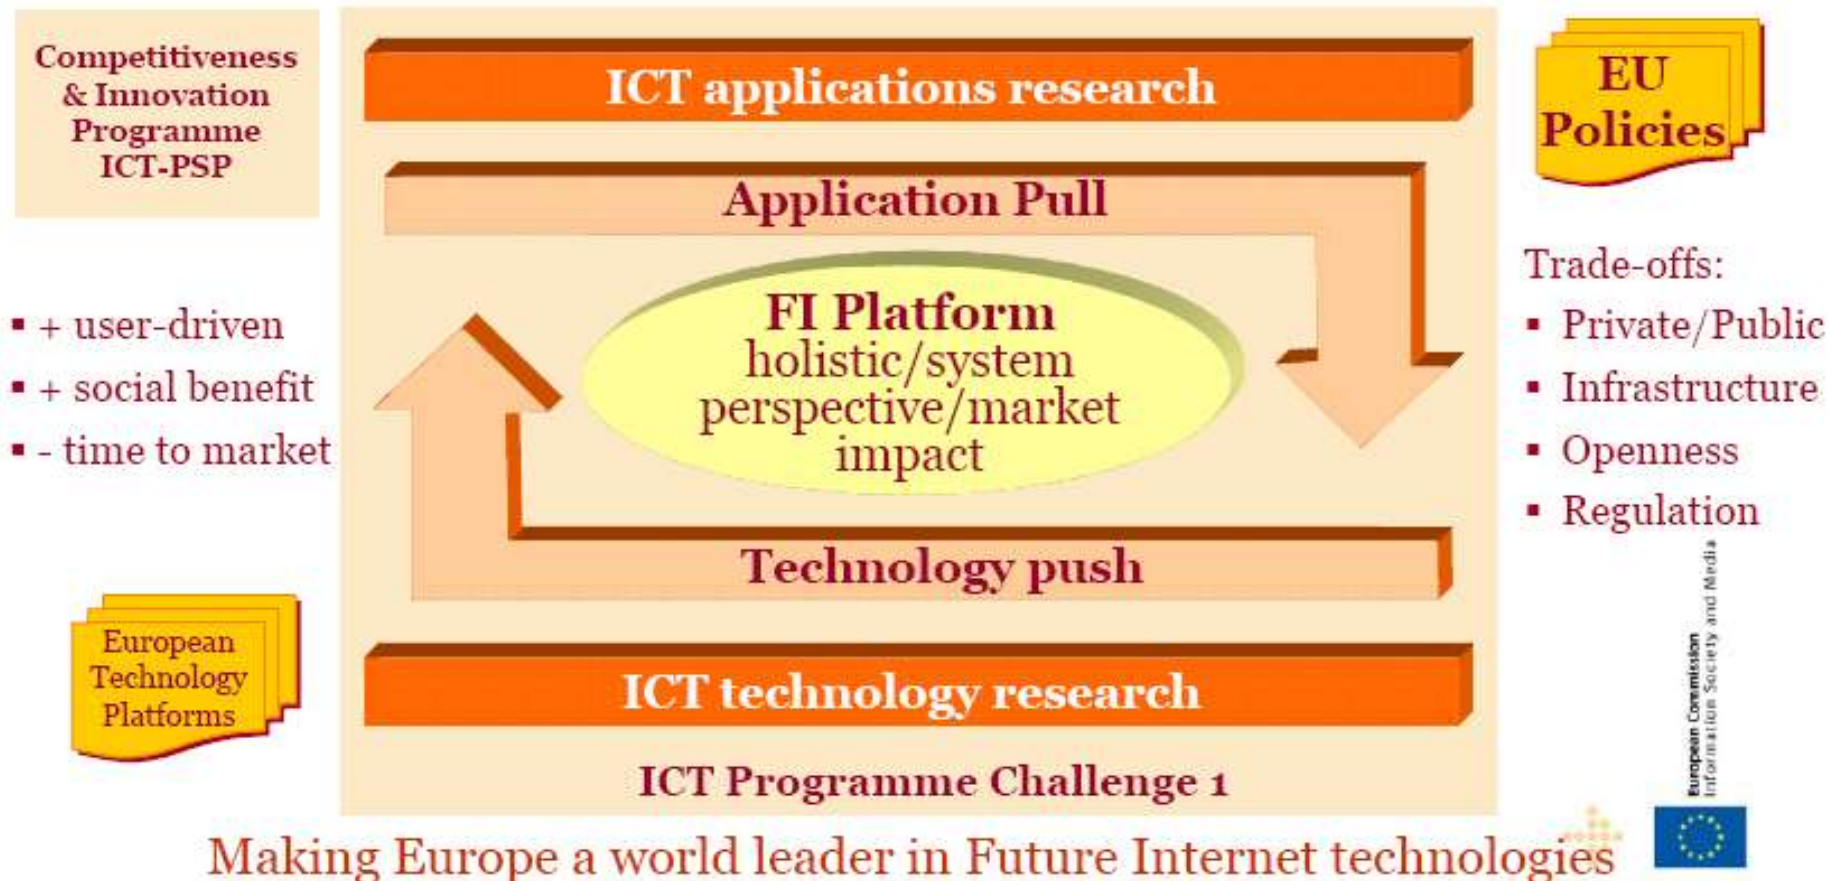 Competitiveness
& Innovation
Programme
ICT-PSP
▪ + user-driven
▪ + social benefit
▪ - time to market
European
Technology
Platforms
ICT applications research
Application Pull
FI Platform
holistic/system
perspective/market
impact
Technology push
ICT technology research
ICT Programme Challenge 1
EU
Policies
Trade-offs:
▪ Private/Public
▪ Infrastructure
▪ Openness
▪ Regulation
European Commission
Information Society and Media
Making Europe a world leader in Future Internet technologies